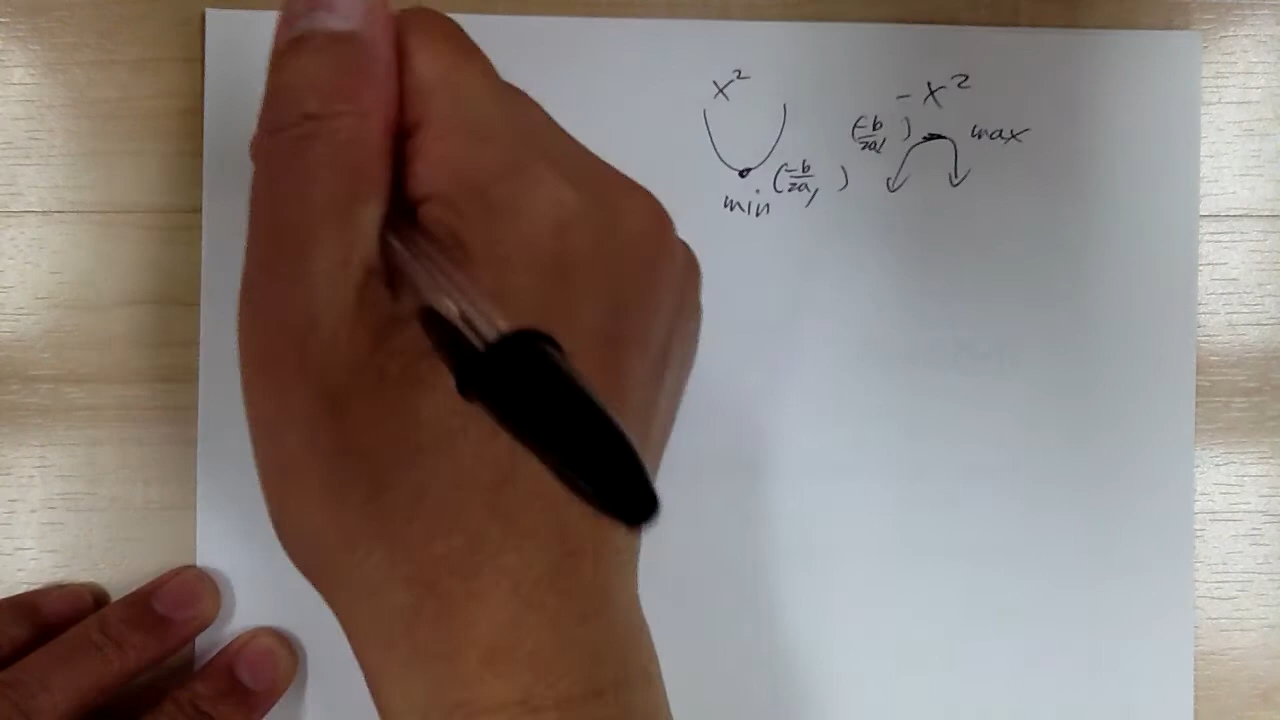 x² -x²
(-b/2a, ) max
(-b/2a, )
min